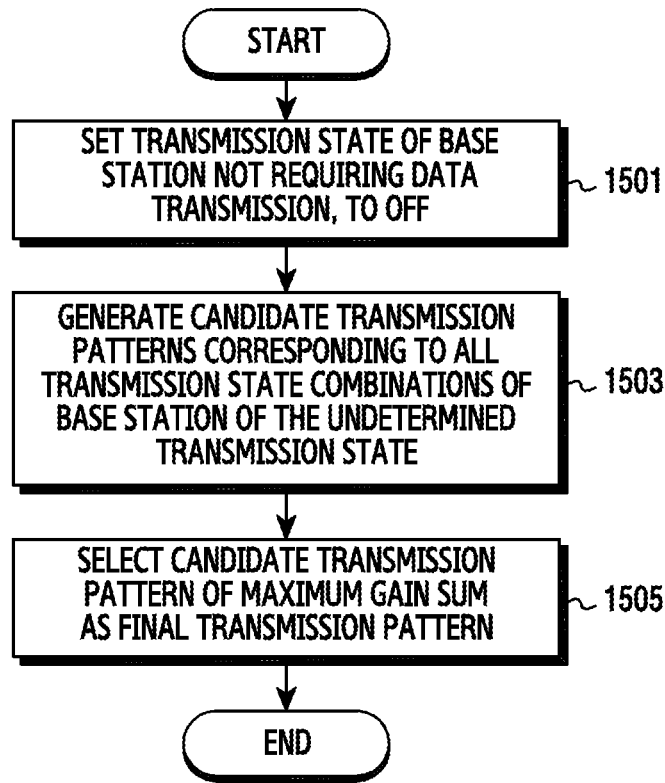 START
SET TRANSMISSION STATE OF BASE
STATION NOT REQUIRING DATA
TRANSMISSION, TO OFF
1501
GENERATE CANDIDATE TRANSMISSION
PATTERNS CORRESPONDING TO ALL
TRANSMISSION STATE COMBINATIONS OF
BASE STATION OF THE UNDETERMINED
TRANSMISSION STATE
1503
SELECT CANDIDATE TRANSMISSION
PATTERN OF MAXIMUM GAIN SUM
AS FINAL TRANSMISSION PATTERN
1505
END